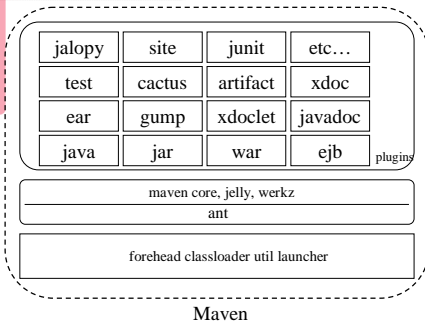 jalopy site junit etc…
test cactus artifact xdoc
ear gump xdoclet javadoc
java jar war ejb
plugins
maven core, jelly, werkz
ant
forehead classloader util launcher
Maven